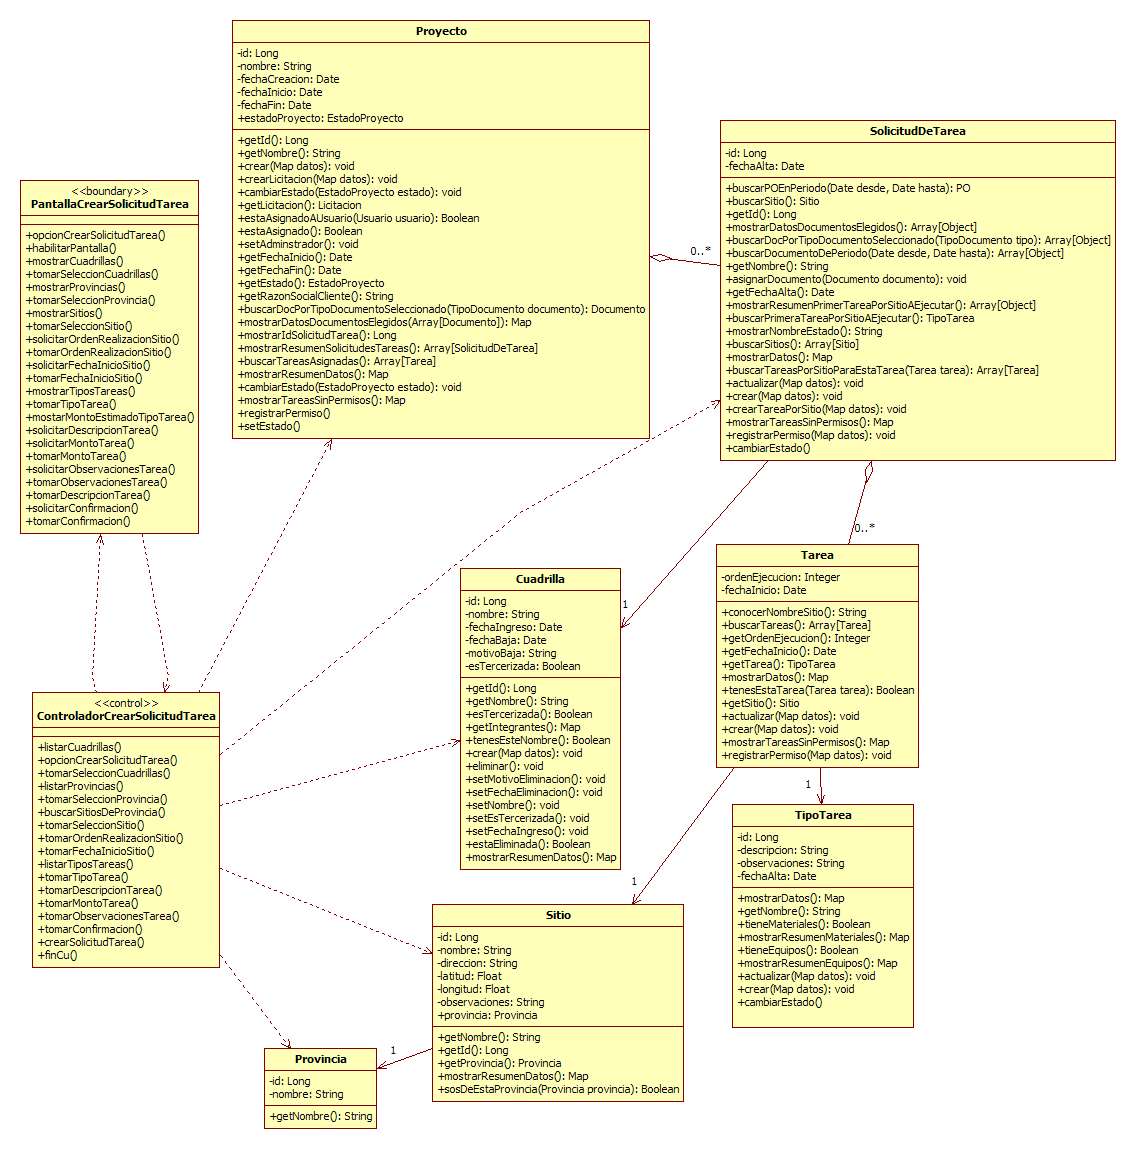 Proyecto
-id: Long
-nombre: String
-fechaCreacion: Date
-fechaInicio: Date
-fechaFin: Date
+estadoProyecto: EstadoProyecto
+getId(): Long
+getNombre(): String
+crear(Map datos): void
+crearLicitacion(Map datos): void
+cambiarEstado(EstadoProyecto estado): void
+getLicitacion(): Licitacion
+estaAsignadoAUsuario(Usuario usuario): Boolean
+estaAsignado(): Boolean
+setAdminstrador(): void
+getFechaInicio(): Date
+getFechaFin(): Date
+getEstado(): EstadoProyecto
+getRazonSocialCliente(): String
+buscarDocPorTipoDocumentoSeleccionado(TipoDocumento documento): Documento
+mostrarDatosDocumentosElegidos(Array[Documento]): Map
+mostrarIdSolicitudTarea(): Long
+mostrarResumenSolicitudesTareas(): Array[SolicitudDeTarea]
+buscarTareasAsignadas(): Array[Tarea]
+mostrarResumenDatos(): Map
+cambiarEstado(EstadoProyecto estado): void
+mostrarTareasSinPermisos(): Map
+registrarPermiso()
+setEstado()
SolicitudDeTarea
-id: Long
-fechaAlta: Date
+buscarPOEnPeriodo(Date desde, Date hasta): PO
+buscarSitio(): Sitio
+getId(): Long
+mostrarDatosDocumentosElegidos(): Array[Object]
+buscarDocPorTipoDocumentoSeleccionado(TipoDocumento tipo): Array[Object]
+buscarDocumentoDePeriodo(Date desde, Date hasta): Array[Object]
+getNombre(): String
+asignarDocumento(Documento documento): void
+getFechaAlta(): Date
+mostrarResumenPrimerTareaPorSitioAEjecutar(): Array[Object]
+buscarPrimeraTareaPorSitioAEjecutar(): TipoTarea
+mostrarNombreEstado(): String
+buscarSitios(): Array[Sitio]
+mostrarDatos(): Map
+buscarTareasPorSitioParaEstaTarea(Tarea tarea): Array[Tarea]
+actualizar(Map datos): void
+crear(Map datos): void
+crearTareaPorSitio(Map datos): void
+mostrarTareasSinPermisos(): Map
+registrarPermiso(Map datos): void
+cambiarEstado()
0..*
<<boundary>>
PantallaCrearSolicitudTarea
+opcionCrearSolicitudTarea()
+habilitarPantalla()
+mostrarCuadrillas()
+tomarSeleccionCuadrillas()
+mostrarProvincias()
+tomarSeleccionProvincia()
+mostrarSitios()
+tomarSeleccionSitio()
+solicitarOrdenRealizacionSitio()
+tomarOrdenRealizacionSitio()
+solicitarFechaInicioSitio()
+tomarFechaInicioSitio()
+mostrarTiposTareas()
+tomarTipoTarea()
+mostarMontoEstimadoTipoTarea()
+solicitarDescripcionTarea()
+solicitarMontoTarea()
+tomarMontoTarea()
+solicitarObservacionesTarea()
+tomarObservacionesTarea()
+tomarDescripcionTarea()
+solicitarConfirmacion()
+tomarConfirmacion()
0..*
Tarea
-ordenEjecucion: Integer
-fechaInicio: Date
+conocerNombreSitio(): String
+buscarTareas(): Array[Tarea]
+getOrdenEjecucion(): Integer
+getFechaInicio(): Date
+getTarea(): TipoTarea
+mostrarDatos(): Map
+tenesEstaTarea(Tarea tarea): Boolean
+getSitio(): Sitio
+actualizar(Map datos): void
+crear(Map datos): void
+mostrarTareasSinPermisos(): Map
+registrarPermiso(Map datos): void
Cuadrilla
-id: Long
-nombre: String
-fechaIngreso: Date
-fechaBaja: Date
-motivoBaja: String
-esTercerizada: Boolean
+getId(): Long
+getNombre(): String
+esTercerizada(): Boolean
+getIntegrantes(): Map
+tenesEsteNombre(): Boolean
+crear(Map datos): void
+eliminar(): void
+setMotivoEliminacion(): void
+setFechaEliminacion(): void
+setNombre(): void
+setEsTercerizada(): void
+setFechaIngreso(): void
+estaEliminada(): Boolean
+mostrarResumenDatos(): Map
1
<<control>>
ControladorCrearSolicitudTarea
+listarCuadrillas()
+opcionCrearSolicitudTarea()
+tomarSeleccionCuadrillas()
+listarProvincias()
+tomarSeleccionProvincia()
+buscarSitiosDeProvincia()
+tomarSeleccionSitio()
+tomarOrdenRealizacionSitio()
+tomarFechaInicioSitio()
+listarTiposTareas()
+tomarTipoTarea()
+tomarDescripcionTarea()
+tomarMontoTarea()
+tomarObservacionesTarea()
+tomarConfirmacion()
+crearSolicitudTarea()
+finCu()
1
TipoTarea
-id: Long
-descripcion: String
-observaciones: String
-fechaAlta: Date
+mostrarDatos(): Map
+getNombre(): String
+tieneMateriales(): Boolean
+mostrarResumenMateriales(): Map
+tieneEquipos(): Boolean
+mostrarResumenEquipos(): Map
+actualizar(Map datos): void
+crear(Map datos): void
+cambiarEstado()
1
Sitio
-id: Long
-nombre: String
-direccion: String
-latitud: Float
-longitud: Float
-observaciones: String
+provincia: Provincia
+getNombre(): String
+getId(): Long
+getProvincia(): Provincia
+mostrarResumenDatos(): Map
+sosDeEstaProvincia(Provincia provincia): Boolean
1
Provincia
-id: Long
-nombre: String
+getNombre(): String